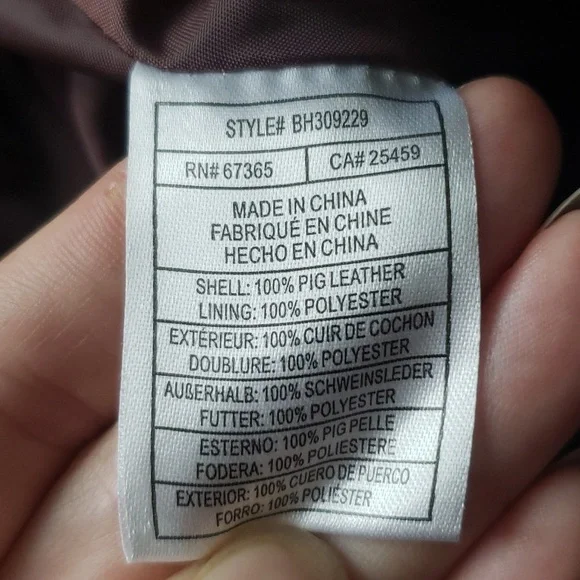 STYLE# BH309229
RN# 67365 CA# 25459
MADE IN CHINA
FABRIQUÉ EN CHINE
HECHO EN CHINA
SHELL: 100% PIG LEATHER
LINING: 100% POLYESTER
EXTÉRIEUR: 100% CUIR DE COCHON
DOUBLURE: 100% POLYESTER
AUßERHALB: 100% SCHWEINSLEDER
FUTTER: 100% POLYESTER
ESTERNO: 100% PIG PELLE
FODERA: 100% POLIESTERE
EXTERIOR: 100% CUERO DE PUERCO
FORRO: 100% POLIÉSTER